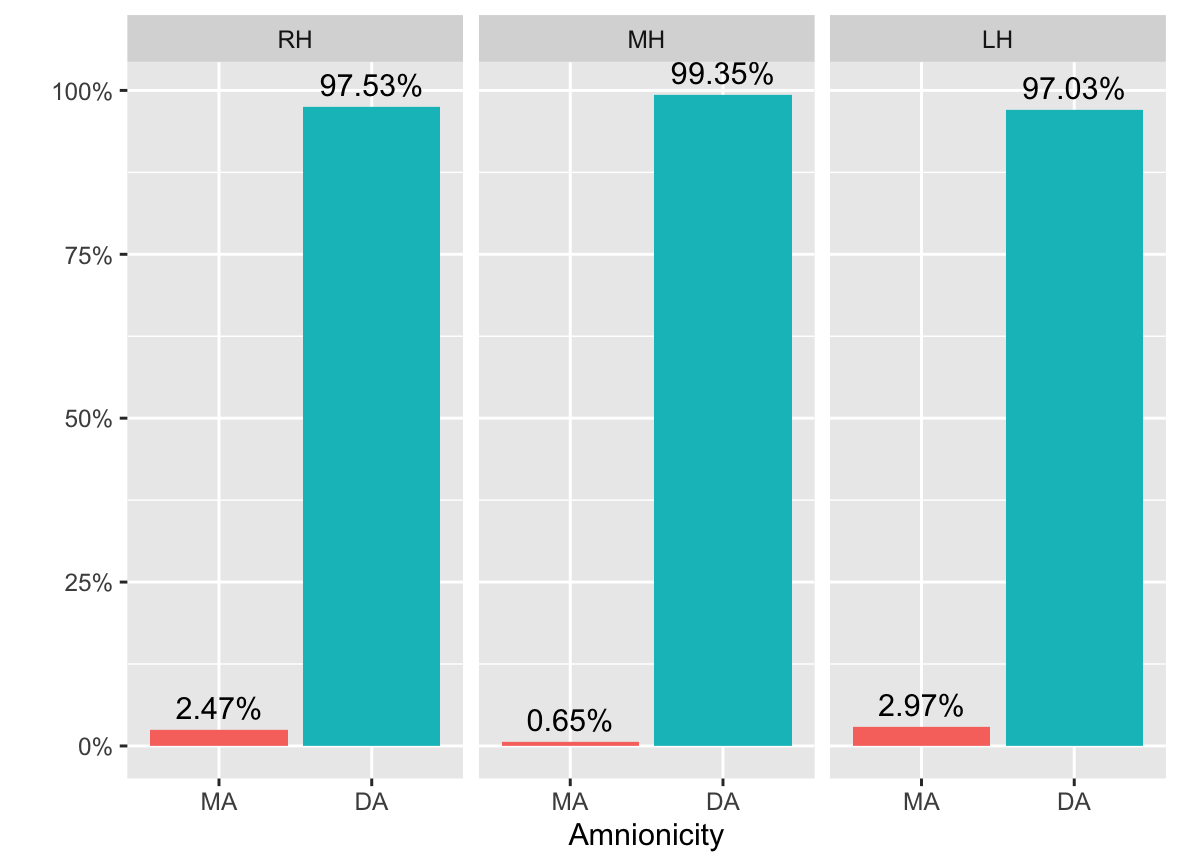 RH MH LH
97.53% 99.35% 97.03%
100%
75%
50%
25%
2.47% 0.65% 2.97%
0%
MA DA MA DA MA DA
Amnionicity